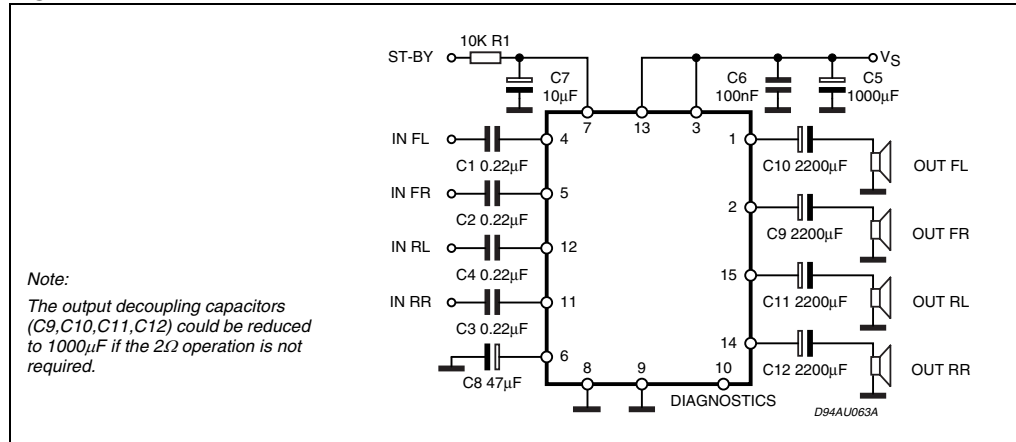 10K R1
ST-BY
C7
10µF
C6
100nF
C5
1000µF
VS
7
13
3
IN FL
C1 0.22µF
4
IN FR
C2 0.22µF
5
IN RL
C4 0.22µF
12
IN RR
C3 0.22µF
11
C8 47µF
6
8
9
10
DIAGNOSTICS
1
C10 2200µF
OUT FL
2
C9 2200µF
OUT FR
15
C11 2200µF
OUT RL
14
C12 2200µF
OUT RR
D94AU063A
Note:
The output decoupling capacitors
(C9,C10,C11,C12) could be reduced
to 1000µF if the 2Ω operation is not
required.